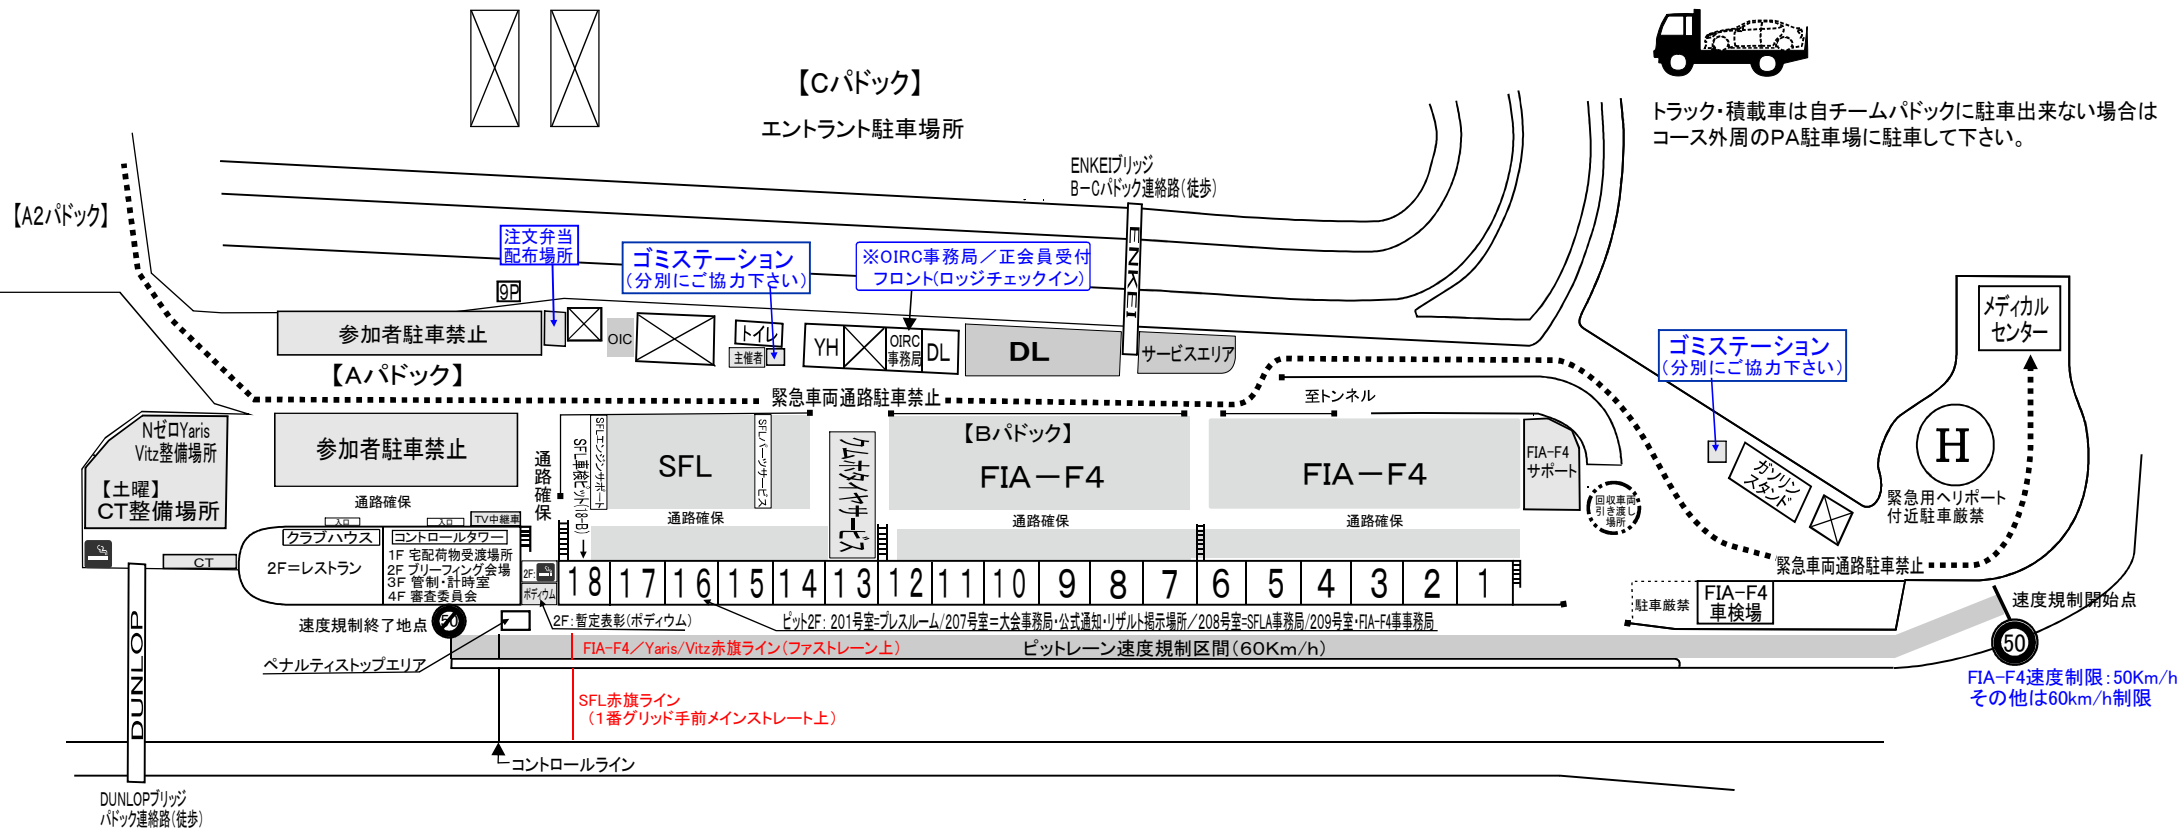 【Cパドック】
エントラント駐車場所
トラック・積載車は自チームパドックに駐車出来ない場合は
コース外周のPA駐車場に駐車して下さい。
ENKEIブリッジ
B－Cパドック連絡路(徒歩)
【A2パドック】
注文弁当
配布場所
ゴミステーション
(分別にご協力下さい)
※OIRC事務局／正会員受付
フロント(ロッジチェックイン)
ENKEI
9P
メディカル
センター
参加者駐車禁止
OIC
トイレ
主催者
YH
OIRC
事務局
DL
DL
サービスエリア
ゴミステーション
(分別にご協力下さい)
【Aパドック】
緊急車両通路駐車禁止
至トンネル
NゼロYaris
Vitz整備場所
【土曜】
CT整備場所
参加者駐車禁止
通路確保
通路確保
SFL車検ピット(18-B)
SFLエンジンサポート
SFL
SFLパーツサービス
クムホタイヤサービス
【Bパドック】
FIA－F4
FIA－F4
FIA-F4
サポート
回収車両
引き渡し
場所
ガソリン
スタンド
H
緊急用ヘリポート
付近駐車厳禁
通路確保
通路確保
通路確保
入口
入口
TV中継車
クラブハウス
2F=レストラン
コントロールタワー
1F 宅配荷物受渡場所
2F ブリーフィング会場
3F 管制・計時室
4F 審査委員会
CT
2F:
ポディウム
18 17 16 15 14 13 12 11 10 9 8 7 6 5 4 3 2 1
緊急車両通路駐車禁止
駐車厳禁
FIA-F4
車検場
速度規制開始点
速度規制終了地点
50
2F:暫定表彰(ポディウム)
ピット2F: 201号室=プレスルーム/207号室=大会事務局・公式通知・リザルト掲示場所／208号室=SFLA事務局/209号室・FIA-F4事事務局
ペナルティストップエリア
FIA-F4／Yaris/Vitz赤旗ライン(ファストレーン上)
ピットレーン速度規制区間(60Km/h)
50
FIA-F4速度制限:50Km/h
その他は60km/h制限
SFL赤旗ライン
(1番グリッド手前メインストレート上)
DUNLOP
コントロールライン
DUNLOPブリッジ
パドック連絡路(徒歩)